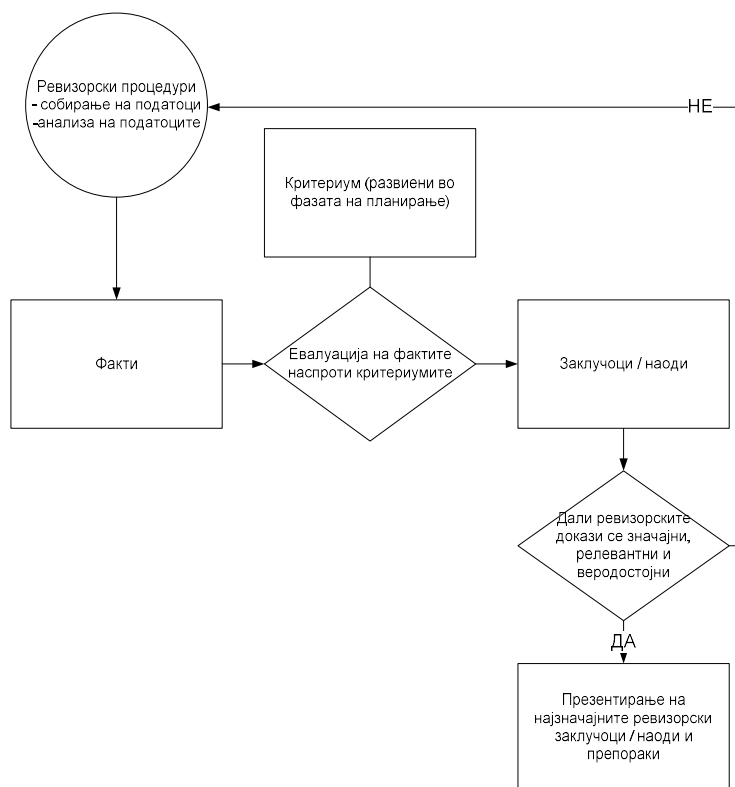 Ревизорски процедури
- собирање на податоци
-анализа на податоците
НЕ
Критериум (развиени во
фазата на планирање)
Факти
Евалуација на фактите
наспроти критериумите
Заклучоци / наоди
Дали ревизорските
докази се значајни,
релевантни и
веродостојни
ДА
Презентирање на
најзначајните ревизорски
заклучоци / наоди и
препораки